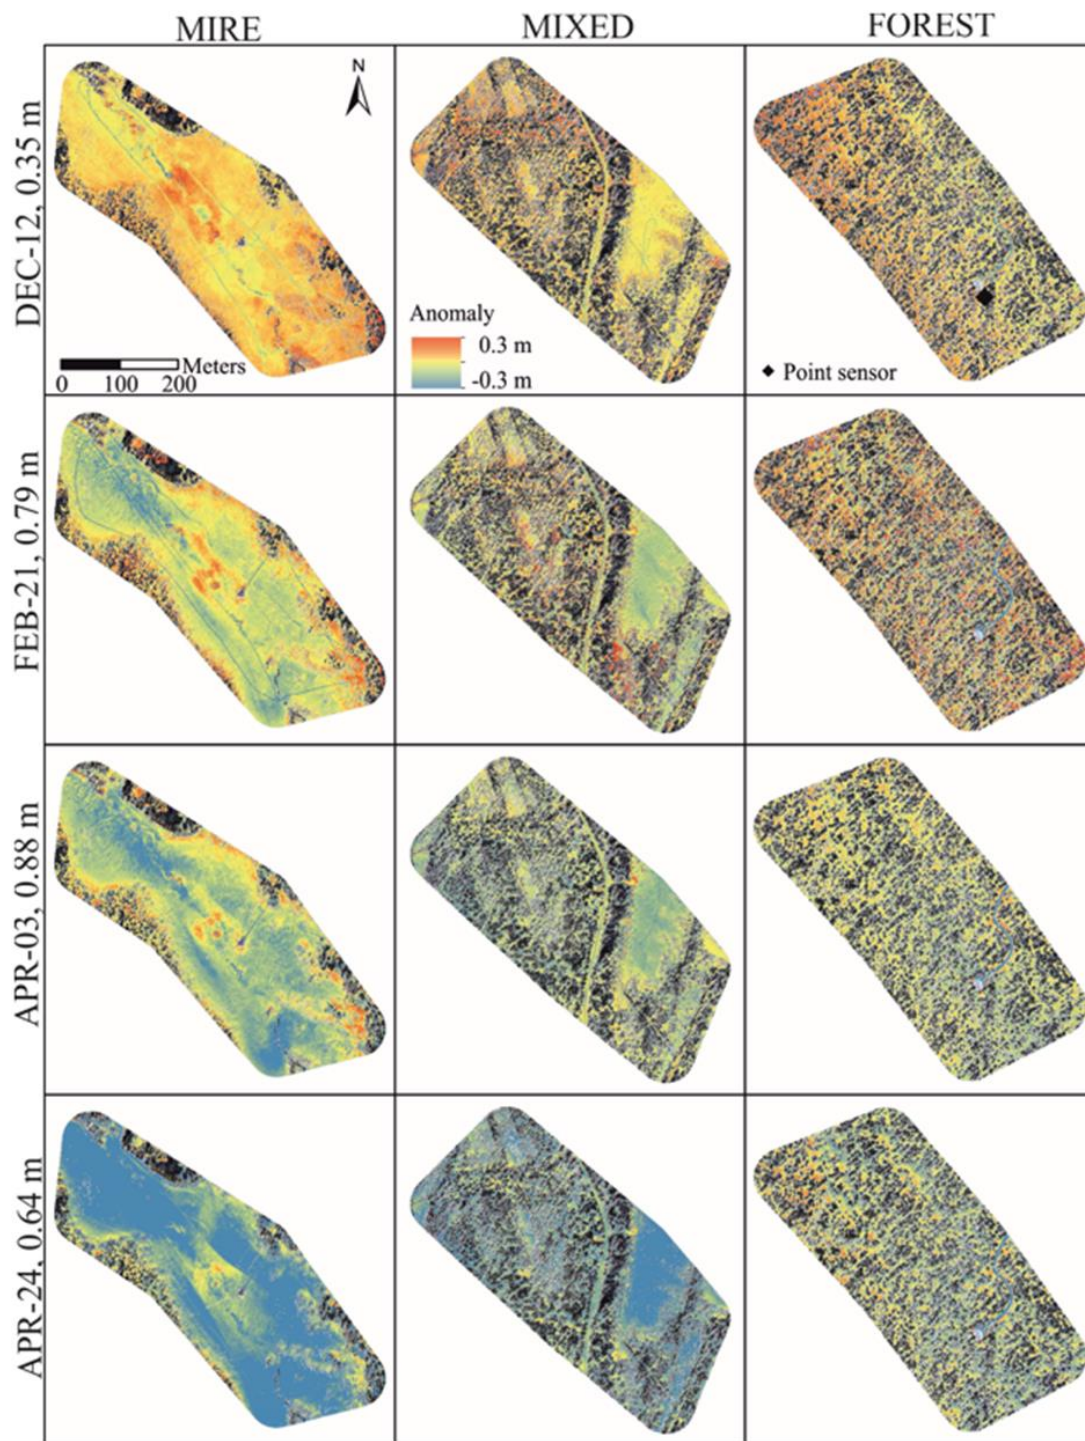 MIRE
MIXED
FOREST
DEC-12, 0.35 m
N
Meters
0 100 200
Anomaly
0.3 m
-0.3 m
Point sensor
FEB-21, 0.79 m
APR-03, 0.88 m
APR-24, 0.64 m